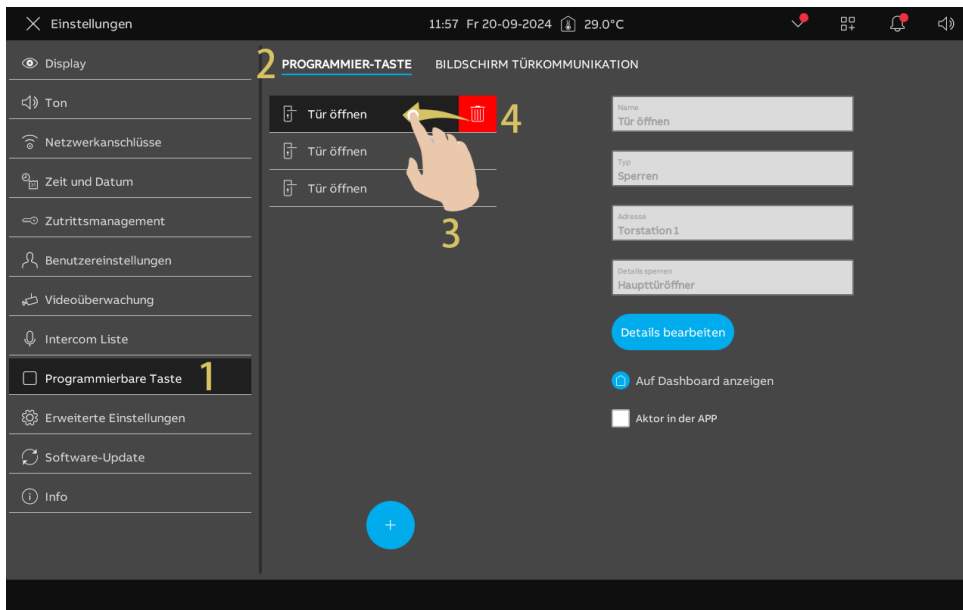 Einstellungen
11:57 Fr 20-09-2024 29.0°C
Display
Ton
Netzwerkanschlüsse
Zeit und Datum
Zutrittsmanagement
Benutzereinstellungen
Videoüberwachung
Intercom Liste
Programmierbare Taste 1
Erweiterte Einstellungen
Software-Update
Info
2 PROGRAMMIER-TASTE BILDSCHIRM TÜRKOMMUNIKATION
Tür öffnen 4
Tür öffnen
Tür öffnen
3
+
Name
Tür öffnen
Typ
Sperren
Adresse
Torstation 1
Details sperren
Haupttüröffner
Details bearbeiten
Auf Dashboard anzeigen
Aktor in der APP